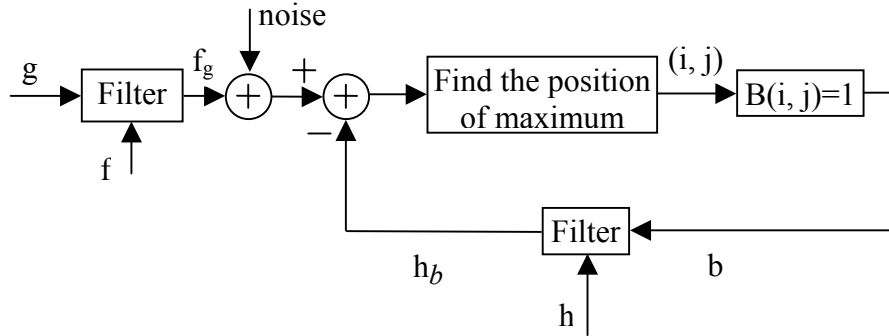 noise
g
Filter
f_g
+
+
+
−
Find the position
of maximum
(i, j)
B(i, j)=1
f
Filter
h_b
b
h